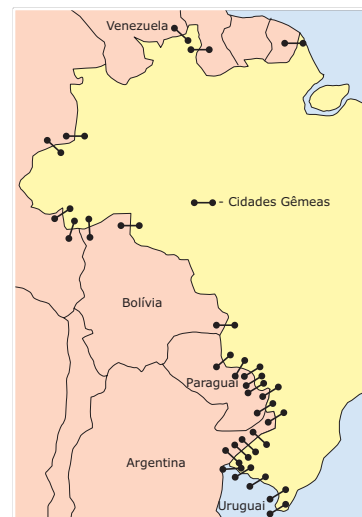 Venezuela
- Cidades Gêmeas
Bolívia
Paraguai
Argentina
Uruguai